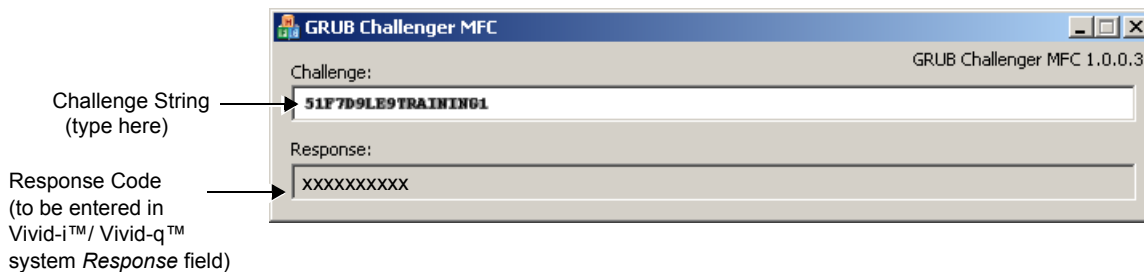 GRUB Challenger MFC
GRUB Challenger MFC 1.0.0.3
Challenge:
Challenge String
(type here)
51F7D9LE9TRAINING1
Response:
Response Code
(to be entered in
Vivid-i™/ Vivid-q™
system Response field)
XXXXXXXXXX